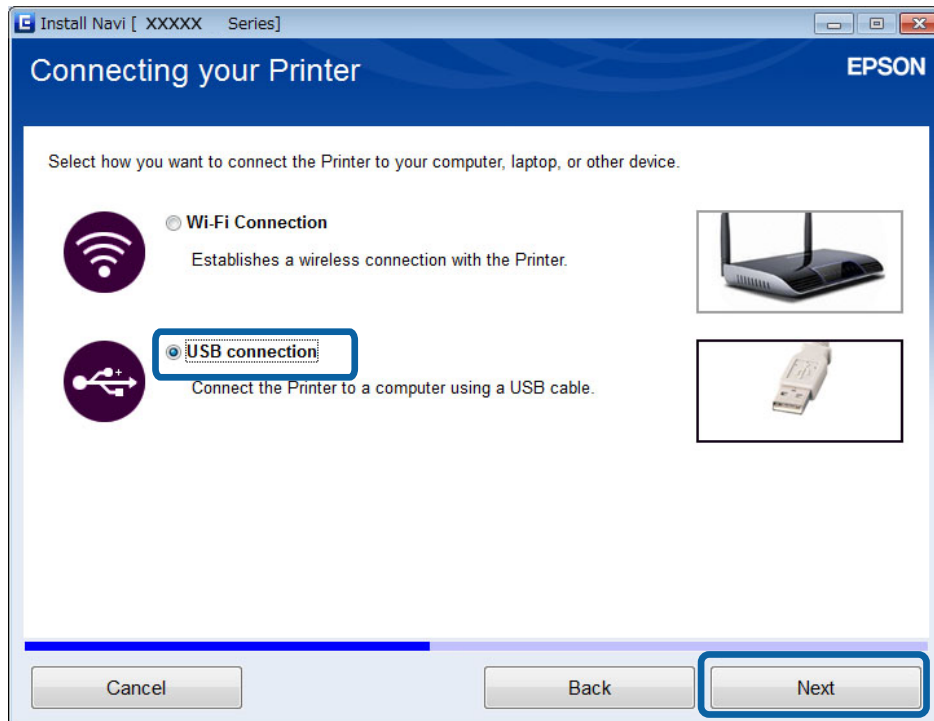 Install Navi [ XXXXX Series]
Connecting your Printer
EPSON
Select how you want to connect the Printer to your computer, laptop, or other device.
Wi-Fi Connection
Establishes a wireless connection with the Printer.
USB connection
Connect the Printer to a computer using a USB cable.
Cancel
Back
Next